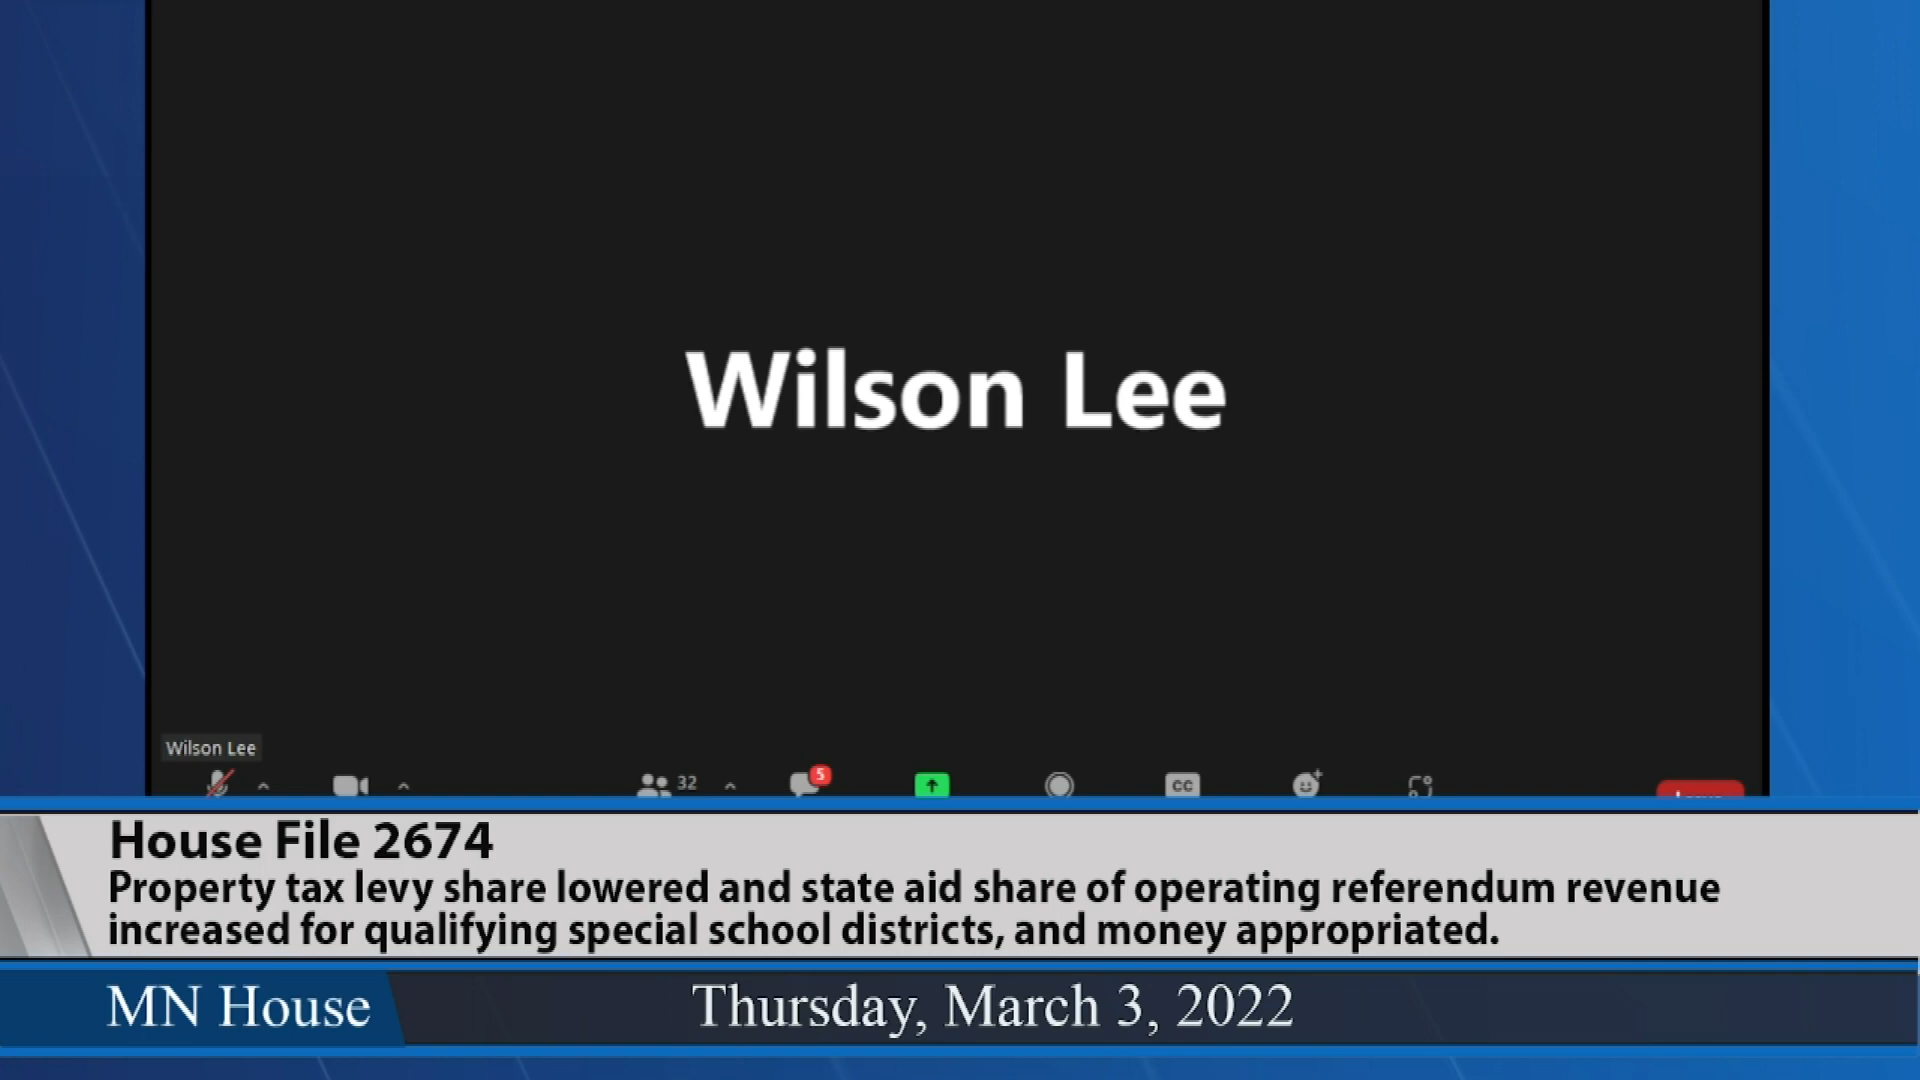 Wilson Lee
Wilson Lee
32
5
CC
House File 2674
Property tax levy share lowered and state aid share of operating referendum revenue
increased for qualifying special school districts, and money appropriated.
MN House
Thursday, March 3, 2022